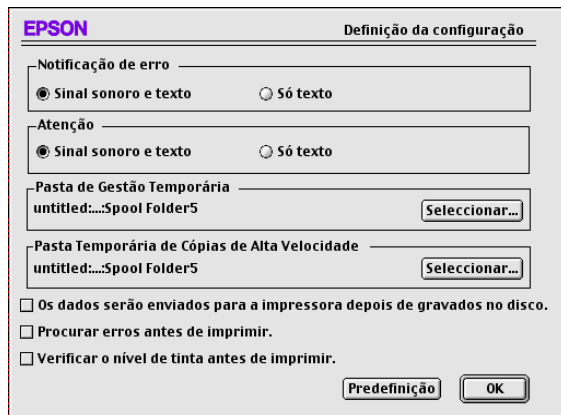 EPSON Definição da configuração
Notificação de erro
Sinal sonoro e texto Só texto
Atenção
Sinal sonoro e texto Só texto
Pasta de Gestão Temporária
untitled:...:Spool Folder5 Seleccionar...
Pasta Temporária de Cópias de Alta Velocidade
untitled:...:Spool Folder5 Seleccionar...
Os dados serão enviados para a impressora depois de gravados no disco.
Procurar erros antes de imprimir.
Verificar o nível de tinta antes de imprimir.
Predefinição OK